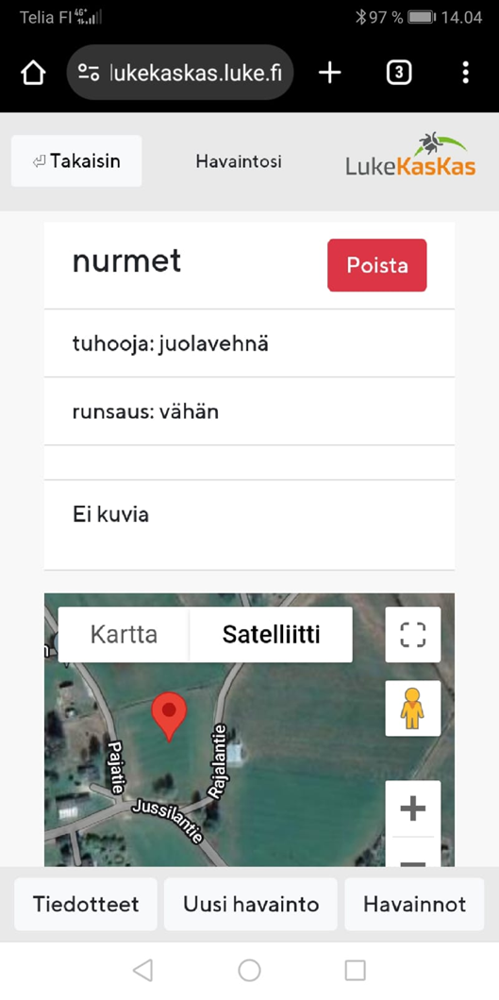 Telia FI 4G+ 97 % 14.04
lukekaskas.luke.fi 3
Takaisin Havaintosi LukeKasKas
nurmet Poista
tuhooja: juolavehnä
runsaus: vähän
Ei kuvia
Kartta Satelliitti
Pajatie
Rajalantie
Jussilantie
Tiedotteet Uusi havainto Havainnot